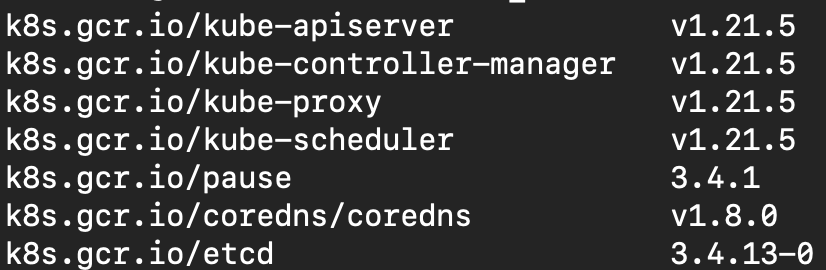 k8s.gcr.io/kube-apiserver v1.21.5
k8s.gcr.io/kube-controller-manager v1.21.5
k8s.gcr.io/kube-proxy v1.21.5
k8s.gcr.io/kube-scheduler v1.21.5
k8s.gcr.io/pause 3.4.1
k8s.gcr.io/coredns/coredns v1.8.0
k8s.gcr.io/etcd 3.4.13-0